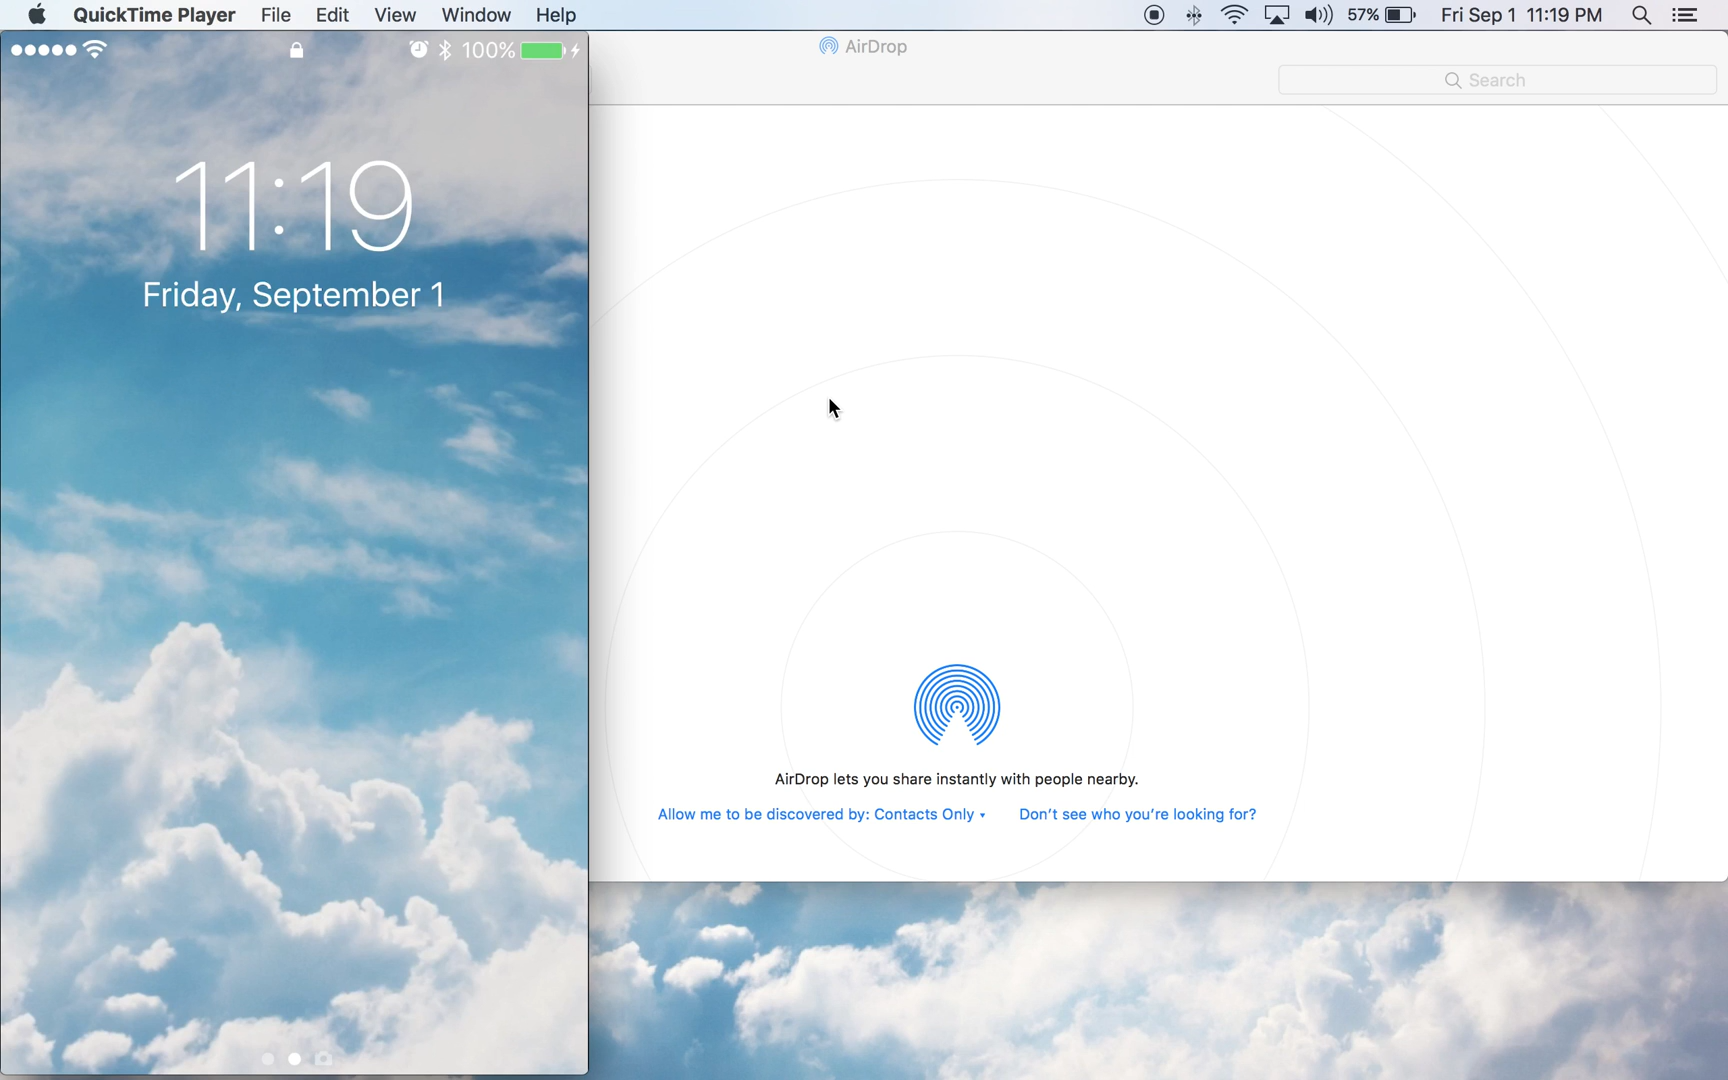 QuickTime Player File Edit View Window Help 57% Fri Sep 1 11:19 PM
100%
11:19
Friday, September 1
AirDrop
Search
AirDrop lets you share instantly with people nearby.
Allow me to be discovered by: Contacts Only Don't see who you're looking for?